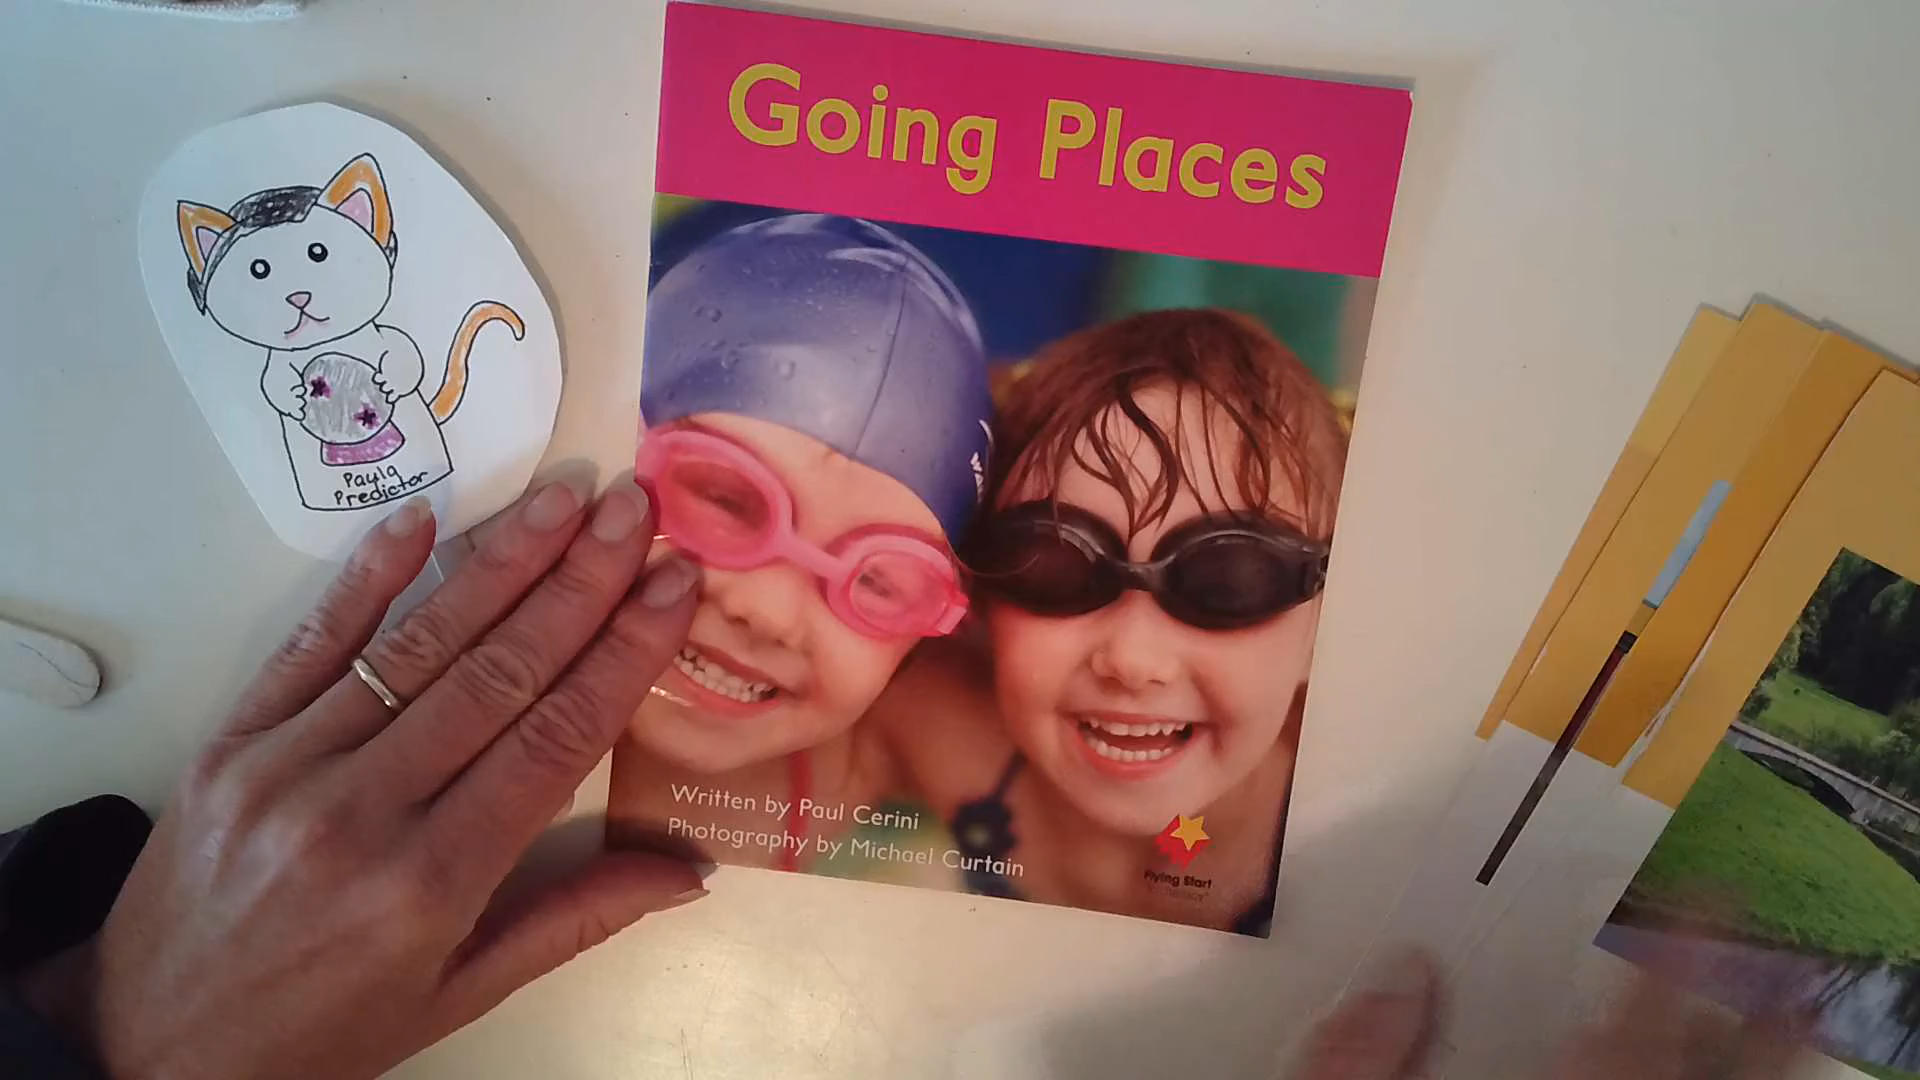 Going Places
Paula
Predictor
Written by Paul Cerini
Photography by Michael Curtain
Flying Start